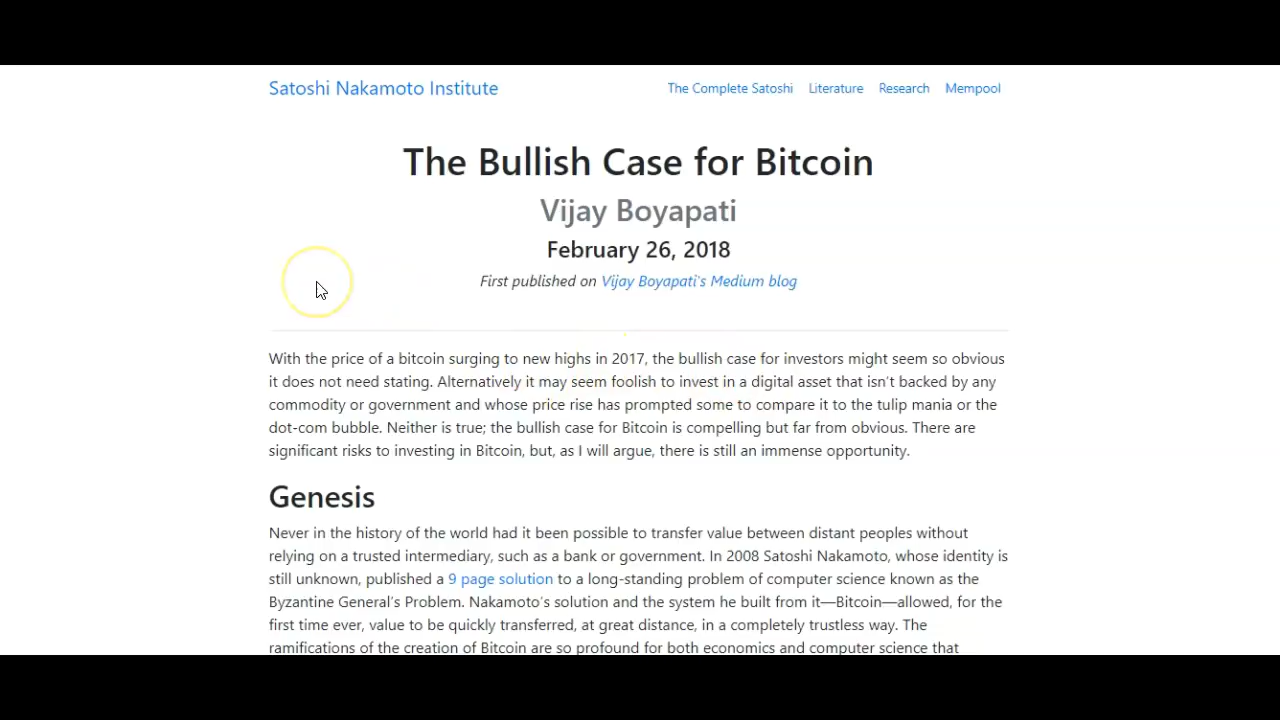 Satoshi Nakamoto Institute
The Complete Satoshi Literature Research Mempool
The Bullish Case for Bitcoin
Vijay Boyapati
February 26, 2018
First published on Vijay Boyapati's Medium blog
With the price of a bitcoin surging to new highs in 2017, the bullish case for investors might seem so obvious
it does not need stating. Alternatively it may seem foolish to invest in a digital asset that isn't backed by any
commodity or government and whose price rise has prompted some to compare it to the tulip mania or the
dot-com bubble. Neither is true; the bullish case for Bitcoin is compelling but far from obvious. There are
significant risks to investing in Bitcoin, but, as I will argue, there is still an immense opportunity.
Genesis
Never in the history of the world had it been possible to transfer value between distant peoples without
relying on a trusted intermediary, such as a bank or government. In 2008 Satoshi Nakamoto, whose identity is
still unknown, published a 9 page solution to a long-standing problem of computer science known as the
Byzantine General's Problem. Nakamoto's solution and the system he built from it—Bitcoin—allowed, for the
first time ever, value to be quickly transferred, at great distance, in a completely trustless way. The
ramifications of the creation of Bitcoin are so profound for both economics and computer science that